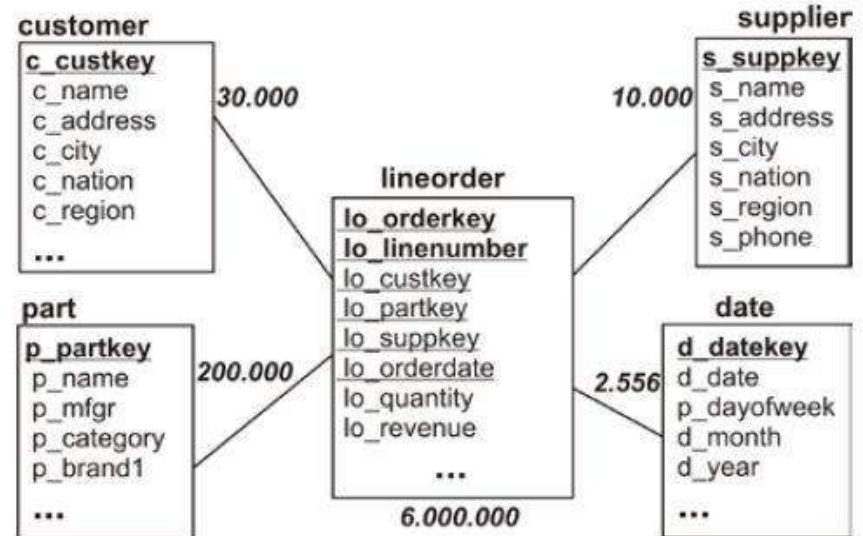 customer
c_custkey
c_name
c_address
c_city
c_nation
c_region
...
30.000
supplier
s_suppkey
s_name
s_address
s_city
s_nation
s_region
s_phone
10.000
lineorder
lo_orderkey
lo_linenumber
lo_custkey
lo_partkey
lo_suppkey
lo_orderdate
lo_quantity
lo_revenue
...
6.000.000
part
p_partkey
p_name
p_mfgr
p_category
p_brand1
...
200.000
date
d_datekey
d_date
p_dayofweek
d_month
d_year
...
2.556